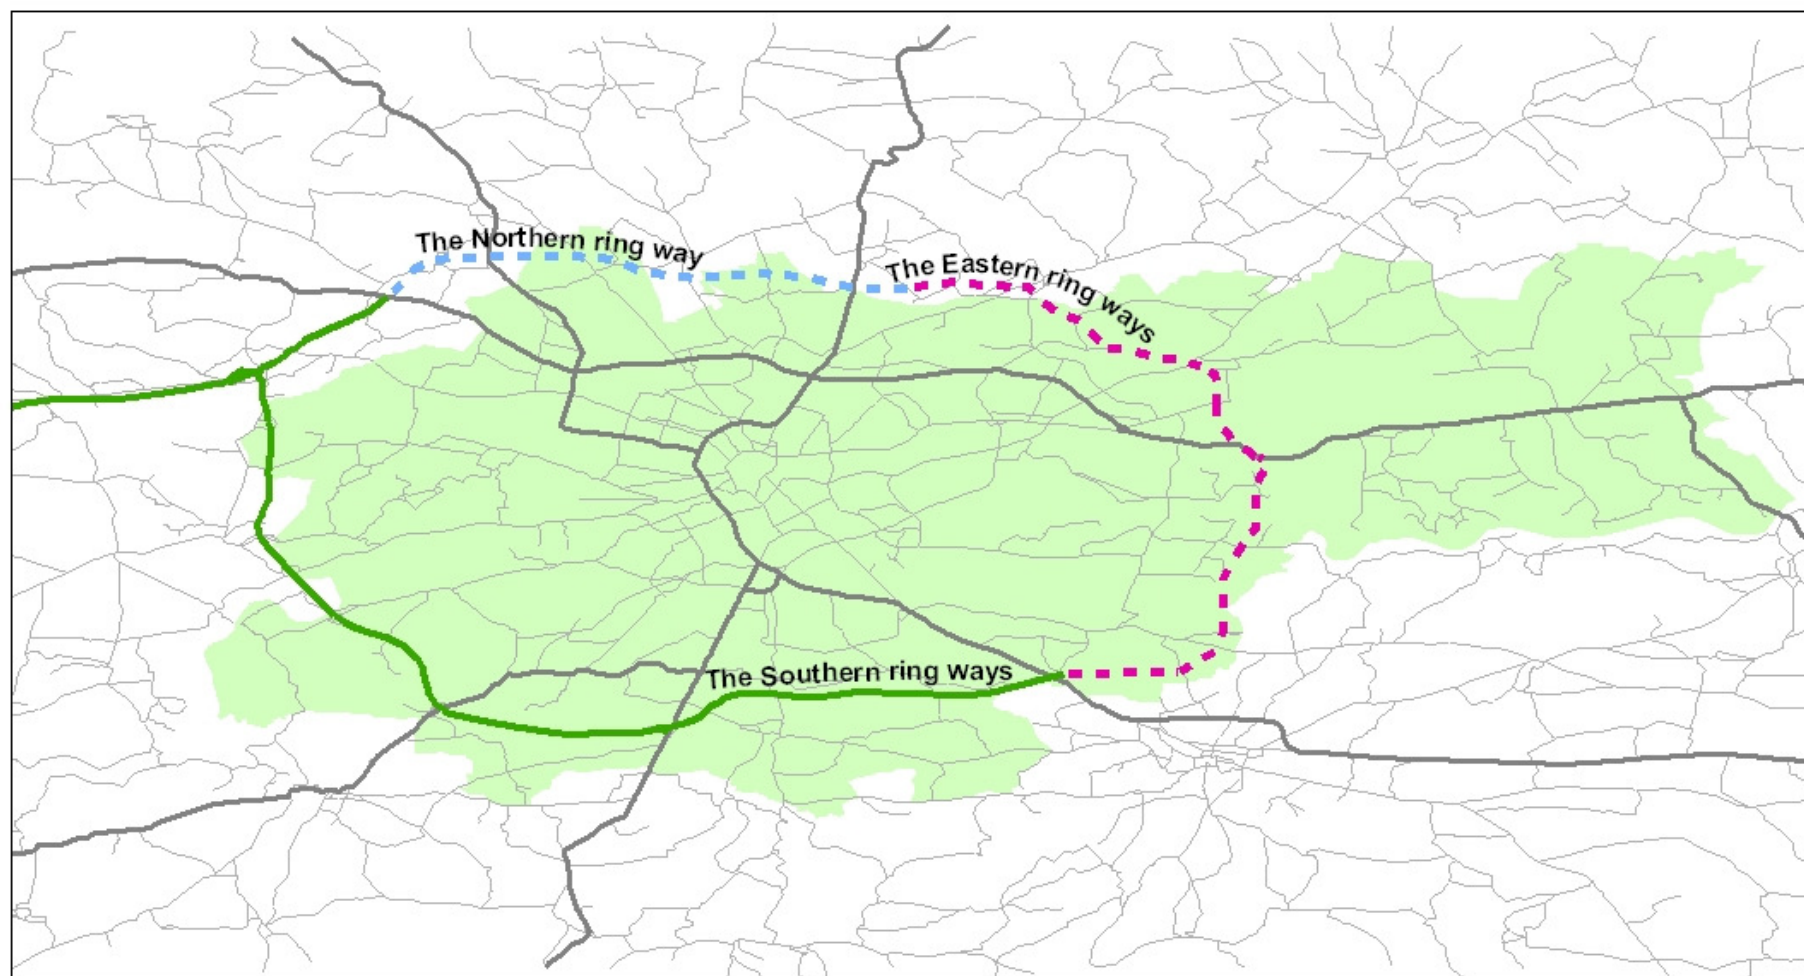 The Northern ring way
The Eastern ring ways
The Southern ring ways